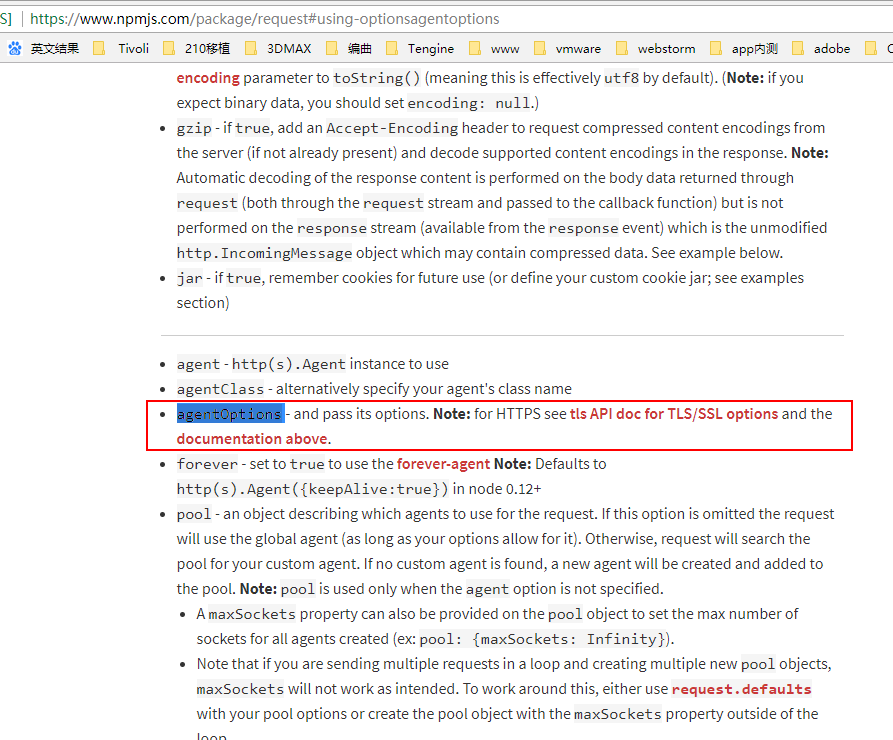 S] https://www.npmjs.com/package/request#using-optionsagentoptions
英文结果 Tivoli 210移植 3DMAX 编曲 Tengine www vmware webstorm app内测 adobe
encoding parameter to toString() (meaning this is effectively utf8 by default). (Note: if you
expect binary data, you should set encoding: null.)
gzip - if true, add an Accept-Encoding header to request compressed content encodings from
the server (if not already present) and decode supported content encodings in the response. Note:
Automatic decoding of the response content is performed on the body data returned through
request (both through the request stream and passed to the callback function) but is not
performed on the response stream (available from the response event) which is the unmodified
http.IncomingMessage object which may contain compressed data. See example below.
jar - if true, remember cookies for future use (or define your custom cookie jar; see examples
section)
agent - http(s).Agent instance to use
agentClass - alternatively specify your agent's class name
agentOptions - and pass its options. Note: for HTTPS see tls API doc for TLS/SSL options and the
documentation above.
forever - set to true to use the forever-agent Note: Defaults to
http(s).Agent({keepAlive:true}) in node 0.12+
pool - an object describing which agents to use for the request. If this option is omitted the request
will use the global agent (as long as your options allow for it). Otherwise, request will search the
pool for your custom agent. If no custom agent is found, a new agent will be created and added to
the pool. Note: pool is used only when the agent option is not specified.
A maxSockets property can also be provided on the pool object to set the max number of
sockets for all agents created (ex: pool: {maxSockets: Infinity}).
Note that if you are sending multiple requests in a loop and creating multiple new pool objects,
maxSockets will not work as intended. To work around this, either use request.defaults
with your pool options or create the pool object with the maxSockets property outside of the
loop.